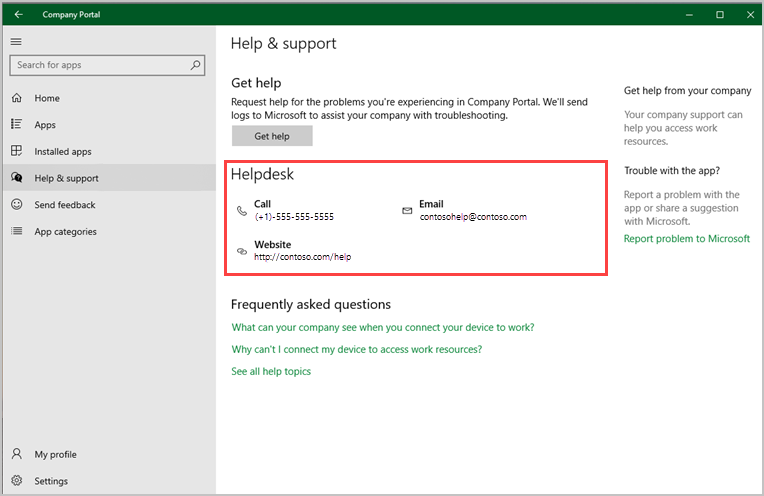 Company Portal
Search for apps
Home
Apps
Installed apps
Help & support
Send feedback
App categories
My profile
Settings
Help & support
Get help
Request help for the problems you're experiencing in Company Portal. We'll send
logs to Microsoft to assist your company with troubleshooting.
Get help
Helpdesk
Call
(+1)-555-555-5555
Email
contosohelp@contoso.com
Website
http://contoso.com/help
Frequently asked questions
What can your company see when you connect your device to work?
Why can't I connect my device to access work resources?
See all help topics
Get help from your company
Your company support can
help you access work
resources.
Trouble with the app?
Report a problem with the
app or share a suggestion
with Microsoft.
Report problem to Microsoft